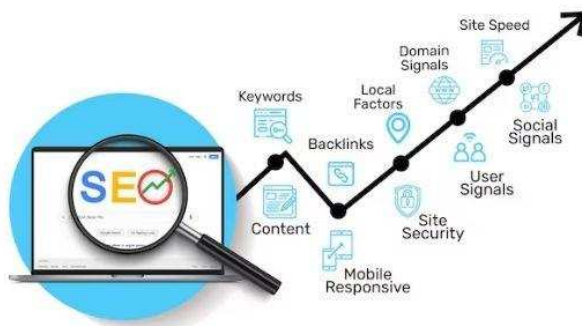 SEO
Keywords
Content
Backlinks
Mobile
Responsive
Local
Factors
Site
Security
Domain
Signals
User
Signals
Site Speed
Social
Signals